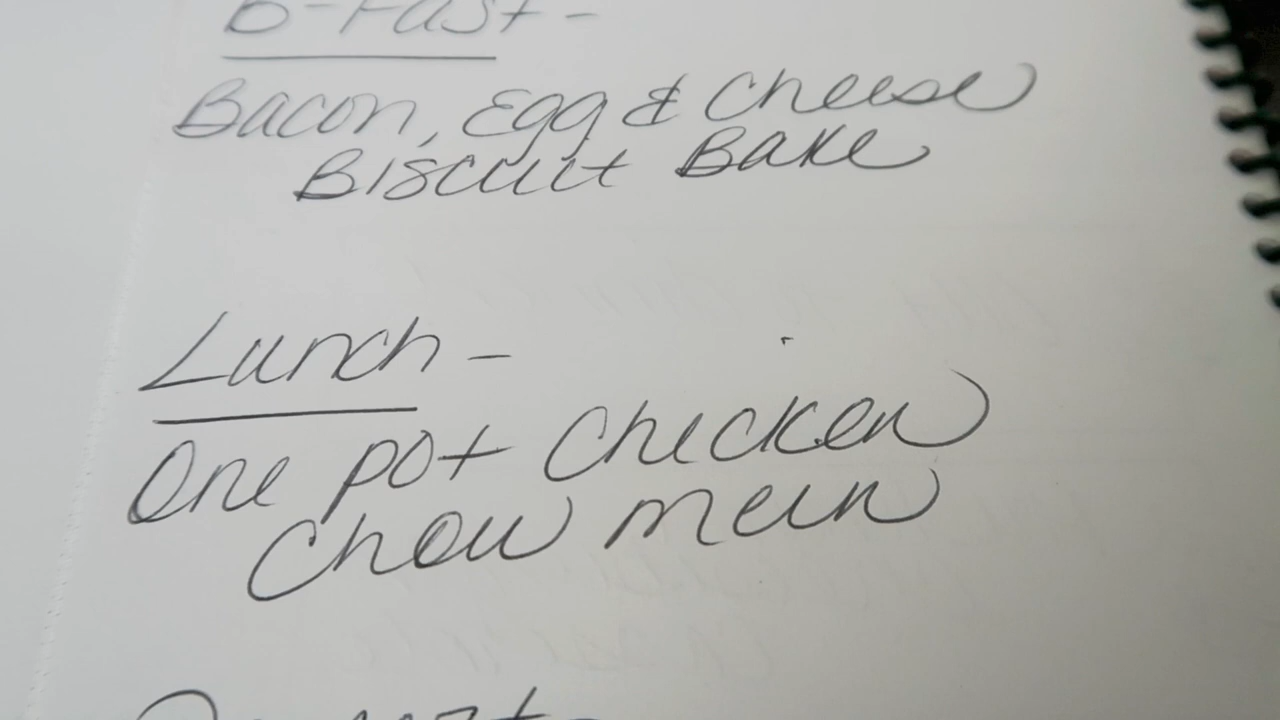 B-Fast-
Bacon, Egg & Cheese
Biscuit Bake
Lunch-
One pot Chicken
Chow mein